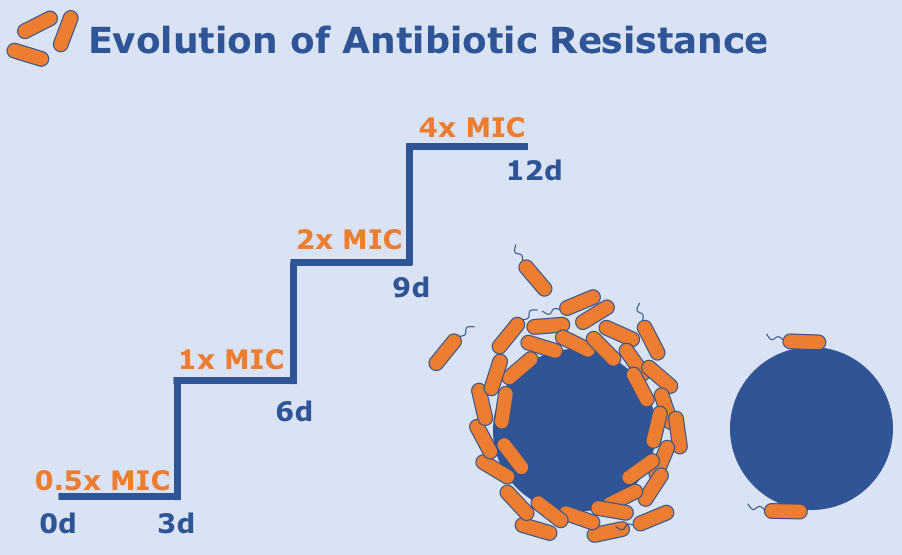 Evolution of Antibiotic Resistance
4x MIC
12d
2x MIC
9d
1x MIC
6d
0.5x MIC
0d 3d